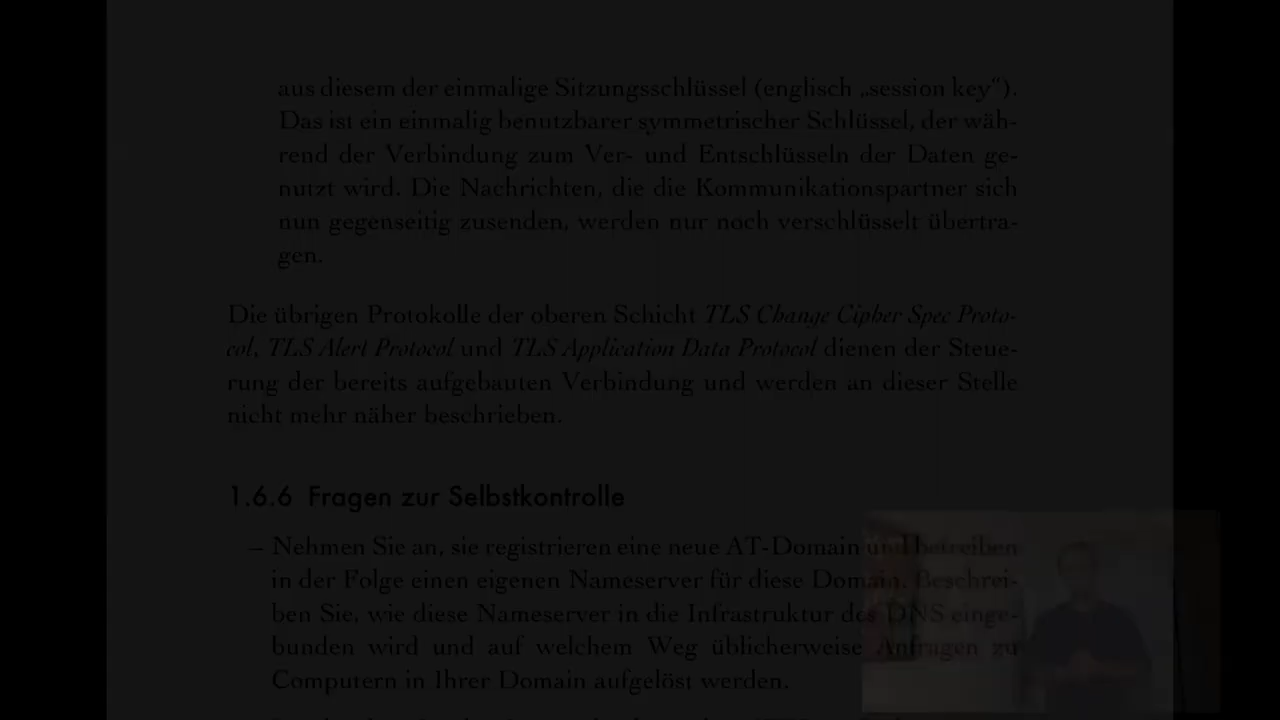 aus diesem der einmalige Sitzungsschlüssel (englisch „session key“).
Das ist ein einmalig benutzbarer symmetrischer Schlüssel, der wäh-
rend der Verbindung zum Ver- und Entschlüsseln der Daten ge-
nutzt wird. Die Nachrichten, die die Kommunikationspartner sich
nun gegenseitig zusenden, werden nur noch verschlüsselt übertra-
gen.
Die übrigen Protokolle der oberen Schicht TLS Change Cipher Spec Proto-
col, TLS Alert Protocol und TLS Application Data Protocol dienen der Steue-
rung der bereits aufgebauten Verbindung und werden an dieser Stelle
nicht mehr näher beschrieben.
1.6.6 Fragen zur Selbstkontrolle
– Nehmen Sie an, sie registrieren eine neue AT-Domain und betreiben
in der Folge einen eigenen Nameserver für diese Domain. Beschrei-
ben Sie, wie diese Nameserver in die Infrastruktur des DNS einge-
bunden wird und auf welchem Weg üblicherweise Anfragen zu
Computern in Ihrer Domain aufgelöst werden.